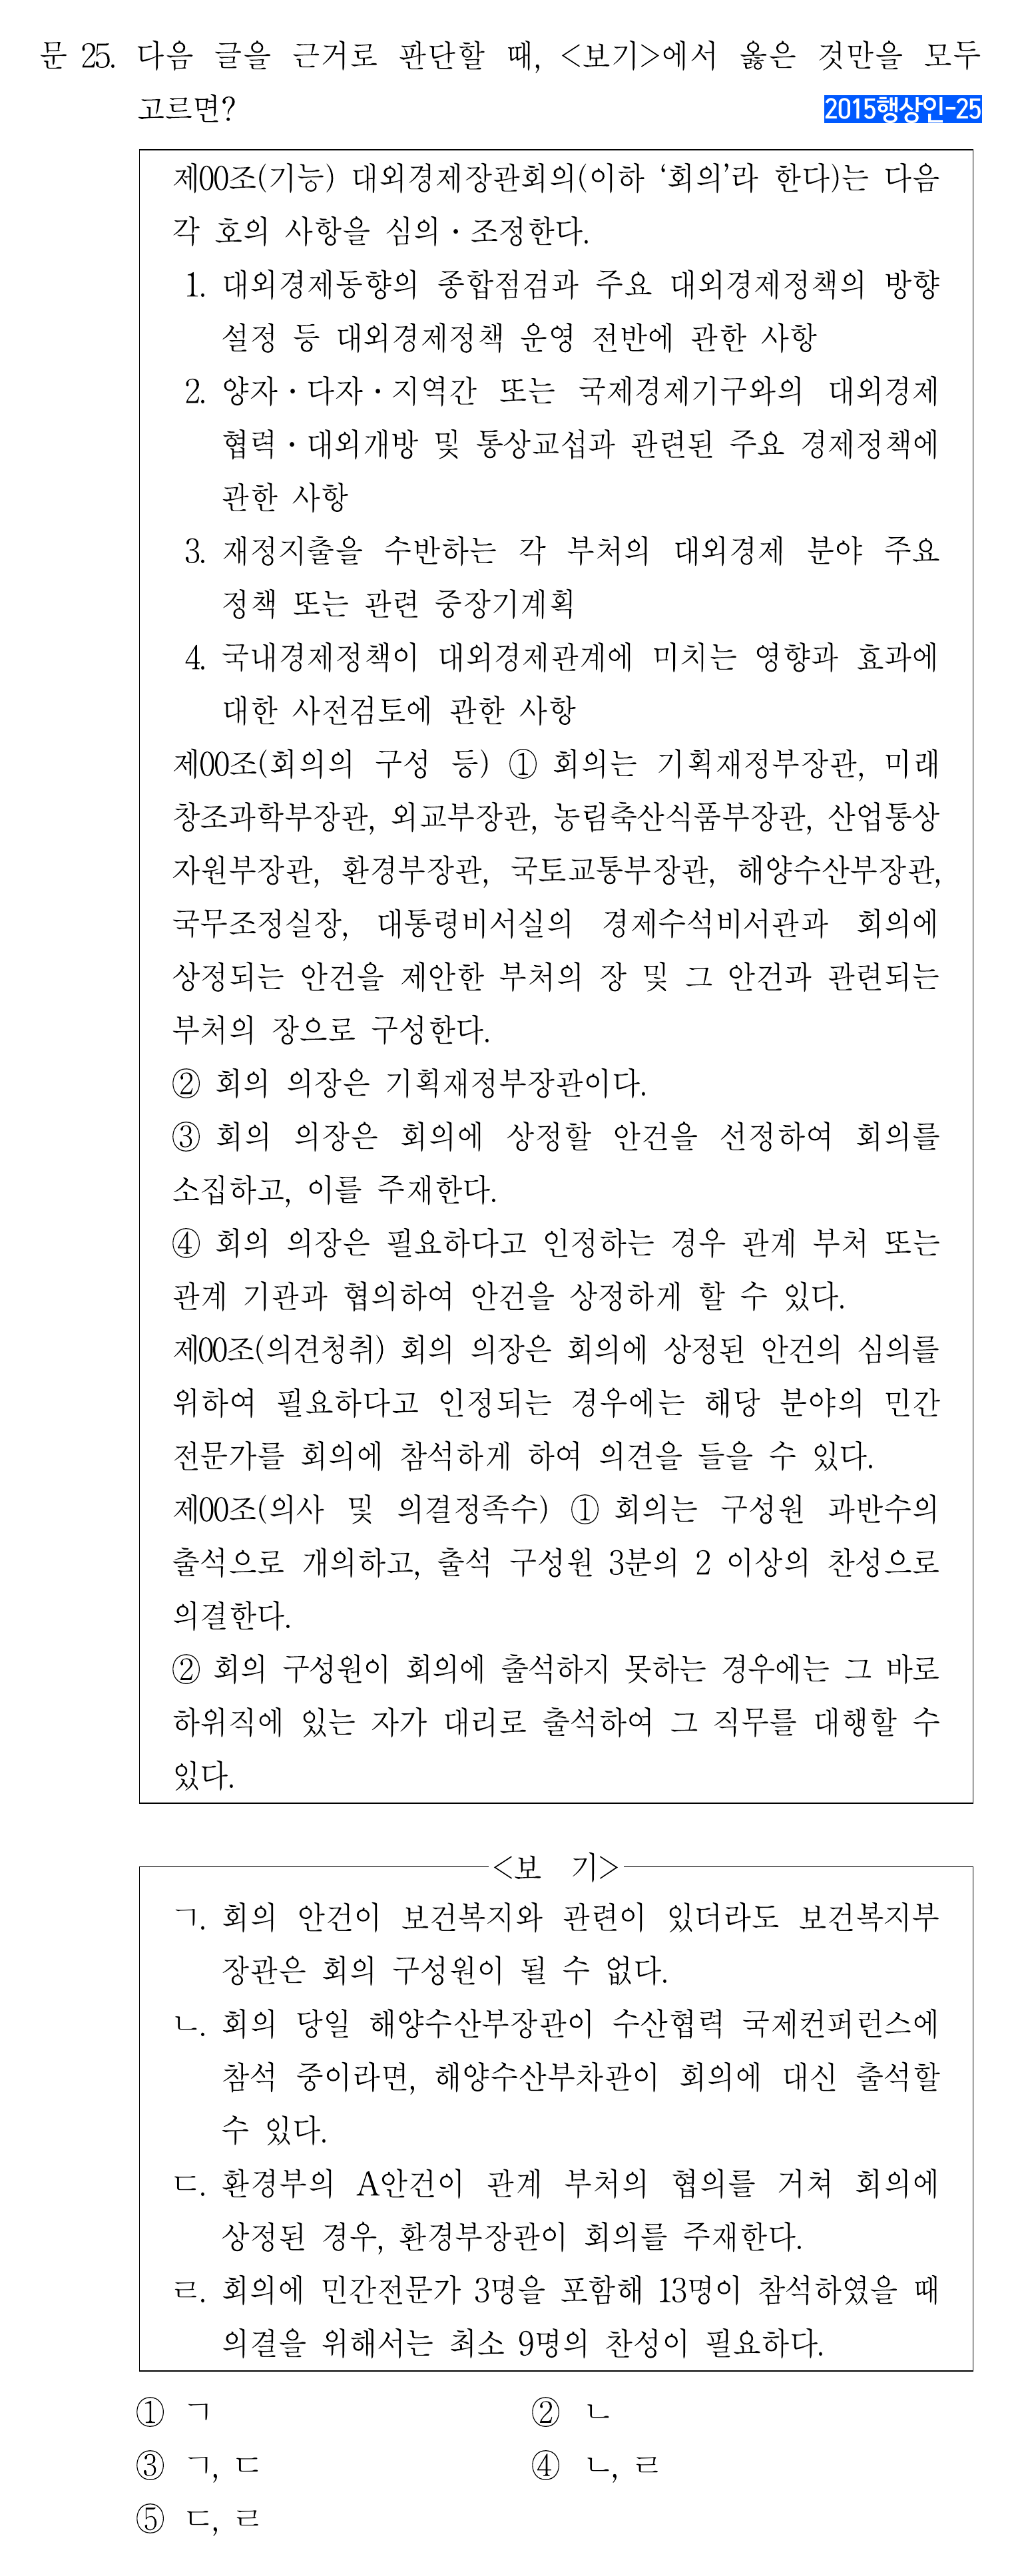 문 25. 다음 글을 근거로 판단할 때, <보기>에서 옳은 것만을 모두
고르면?
2015행상인-25
제00조(기능) 대외경제장관회의(이하 ‘회의’라 한다)는 다음
각 호의 사항을 심의·조정한다.
1. 대외경제동향의 종합점검과 주요 대외경제정책의 방향
설정 등 대외경제정책 운영 전반에 관한 사항
2. 양자·다자·지역간 또는 국제경제기구와의 대외경제
협력·대외개방 및 통상교섭과 관련된 주요 경제정책에
관한 사항
3. 재정지출을 수반하는 각 부처의 대외경제 분야 주요
정책 또는 관련 중장기계획
4. 국내경제정책이 대외경제관계에 미치는 영향과 효과에
대한 사전검토에 관한 사항
제00조(회의의 구성 등) ① 회의는 기획재정부장관, 미래
창조과학부장관, 외교부장관, 농림축산식품부장관, 산업통상
자원부장관, 환경부장관, 국토교통부장관, 해양수산부장관,
국무조정실장, 대통령비서실의 경제수석비서관과 회의에
상정되는 안건을 제안한 부처의 장 및 그 안건과 관련되는
부처의 장으로 구성한다.
② 회의 의장은 기획재정부장관이다.
③ 회의 의장은 회의에 상정할 안건을 선정하여 회의를
소집하고, 이를 주재한다.
④ 회의 의장은 필요하다고 인정하는 경우 관계 부처 또는
관계 기관과 협의하여 안건을 상정하게 할 수 있다.
제00조(의견청취) 회의 의장은 회의에 상정된 안건의 심의를
위하여 필요하다고 인정되는 경우에는 해당 분야의 민간
전문가를 회의에 참석하게 하여 의견을 들을 수 있다.
제00조(의사 및 의결정족수) ① 회의는 구성원 과반수의
출석으로 개의하고, 출석 구성원 3분의 2 이상의 찬성으로
의결한다.
② 회의 구성원이 회의에 출석하지 못하는 경우에는 그 바로
하위직에 있는 자가 대리로 출석하여 그 직무를 대행할 수
있다.
<보 기>
ㄱ. 회의 안건이 보건복지와 관련이 있더라도 보건복지부
장관은 회의 구성원이 될 수 없다.
ㄴ. 회의 당일 해양수산부장관이 수산협력 국제컨퍼런스에
참석 중이라면, 해양수산부차관이 회의에 대신 출석할
수 있다.
ㄷ. 환경부의 A안건이 관계 부처의 협의를 거쳐 회의에
상정된 경우, 환경부장관이 회의를 주재한다.
ㄹ. 회의에 민간전문가 3명을 포함해 13명이 참석하였을 때
의결을 위해서는 최소 9명의 찬성이 필요하다.
① ㄱ
② ㄴ
③ ㄱ, ㄷ
④ ㄴ, ㄹ
⑤ ㄷ, ㄹ